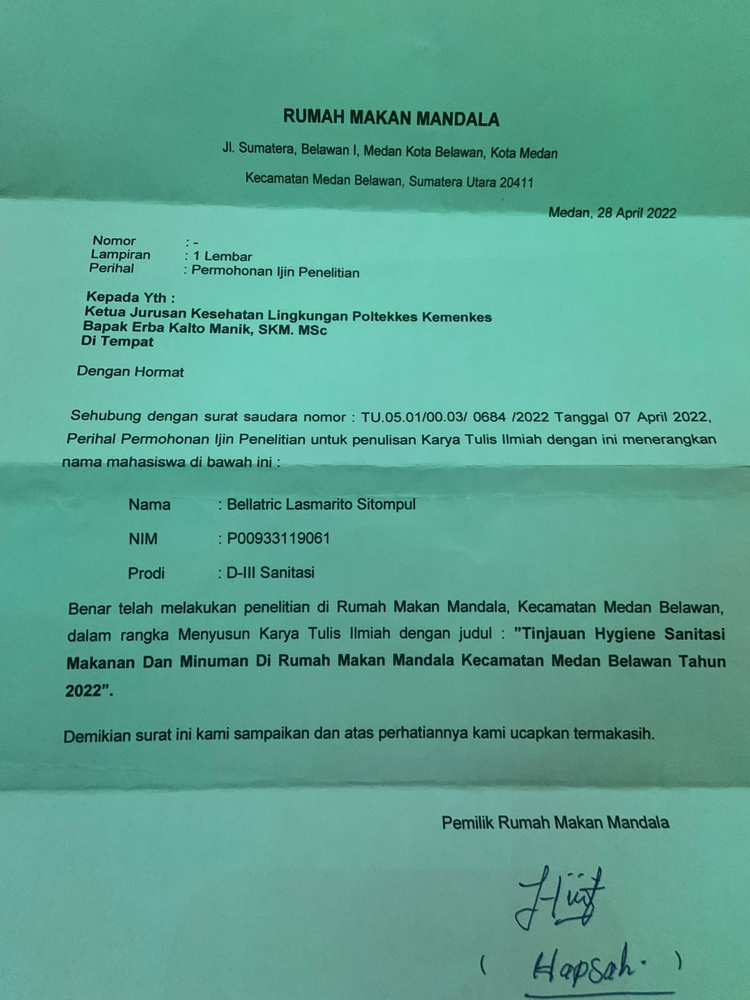 RUMAH MAKAN MANDALA
Jl. Sumatera, Belawan I, Medan Kota Belawan, Kota Medan
Kecamatan Medan Belawan, Sumatera Utara 20411
Medan, 28 April 2022
Nomor : -
Lampiran : 1 Lembar
Perihal : Permohonan Ijin Penelitian
Kepada Yth :
Ketua Jurusan Kesehatan Lingkungan Poltekkes Kemenkes
Bapak Erba Kalto Manik, SKM. MSc
Di Tempat
Dengan Hormat
Sehubung dengan surat saudara nomor : TU.05.01/00.03/ 0684 /2022 Tanggal 07 April 2022,
Perihal Permohonan Ijin Penelitian untuk penulisan Karya Tulis Ilmiah dengan ini menerangkan
nama mahasiswa di bawah ini :
Nama : Bellatric Lasmarito Sitompul
NIM : P00933119061
Prodi : D-III Sanitasi
Benar telah melakukan penelitian di Rumah Makan Mandala, Kecamatan Medan Belawan,
dalam rangka Menyusun Karya Tulis Ilmiah dengan judul : ”Tinjauan Hygiene Sanitasi
Makanan Dan Minuman Di Rumah Makan Mandala Kecamatan Medan Belawan Tahun
2022”.
Demikian surat ini kami sampaikan dan atas perhatiannya kami ucapkan termakasih.
Pemilik Rumah Makan Mandala
( Hapsah. )